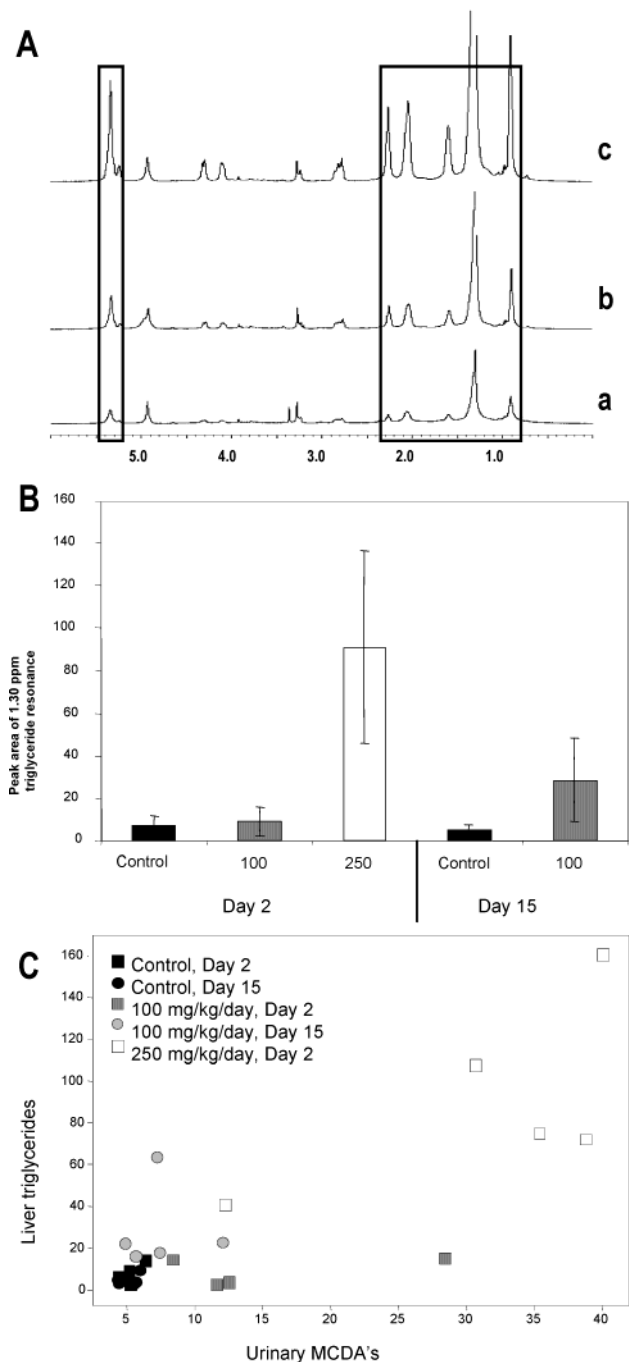 A
c
b
a
5.0 4.0 3.0 2.0 1.0
B
160
140
120
100
80
60
40
20
0
Peak area of 1.30 ppm
triglyceride resonance
Control 100 250 Control 100
Day 2 Day 15
C
Control, Day 2
Control, Day 15
100 mg/kg/day, Day 2
100 mg/kg/day, Day 15
250 mg/kg/day, Day 2
160
140
120
100
80
60
40
20
0
Liver triglycerides
5 10 15 20 25 30 35 40
Urinary MCDA's